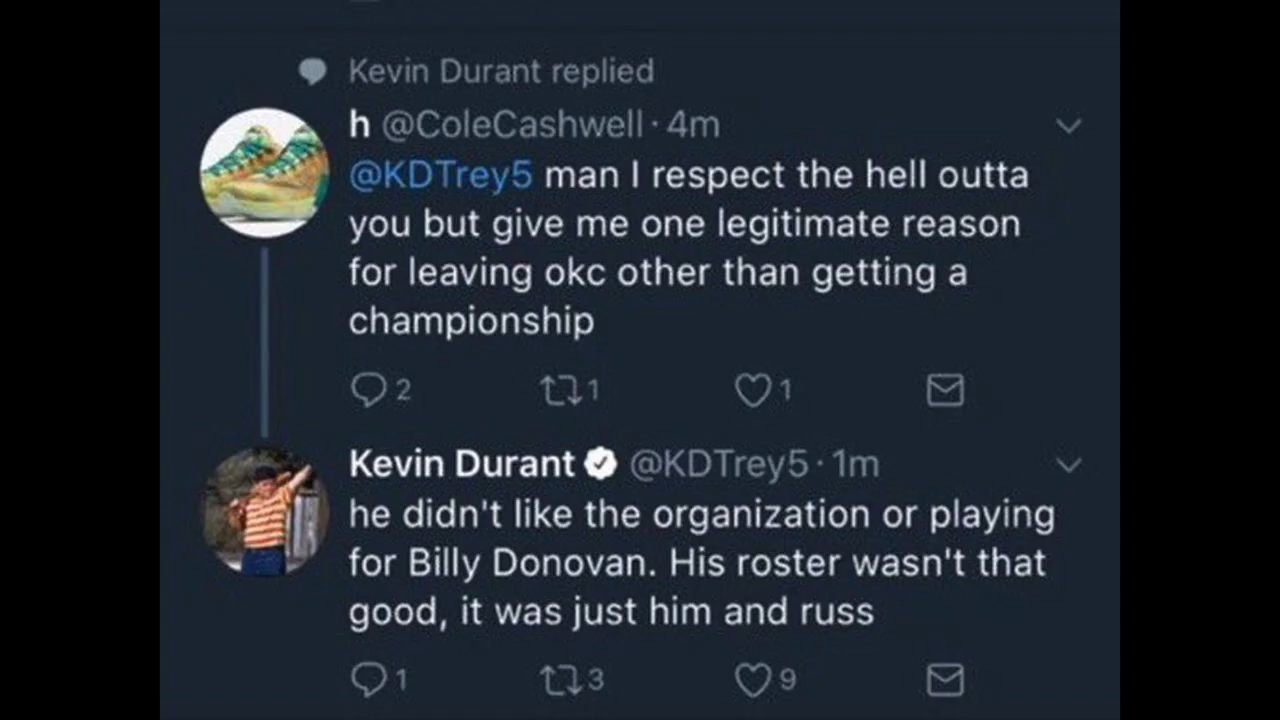 Kevin Durant replied
h @ColeCashwell · 4m
@KDTrey5 man I respect the hell outta
you but give me one legitimate reason
for leaving okc other than getting a
championship
2 1 1
Kevin Durant @KDTrey5 · 1m
he didn't like the organization or playing
for Billy Donovan. His roster wasn't that
good, it was just him and russ
1 3 9